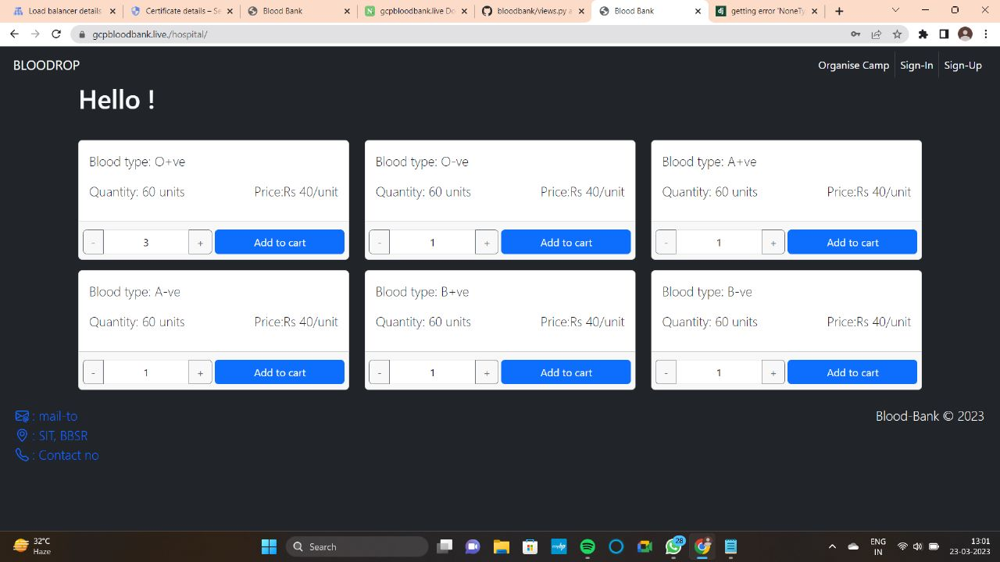 Load balancer details
Certificate details – Se
Blood Bank
gcpbloodbank.live Do
bloodbank/views.py a
Blood Bank
getting error 'NoneTy
gcpbloodbank.live./hospital/
BLOODROP
Organise Camp
Sign-In
Sign-Up
Hello !
Blood type: O+ve
Blood type: O-ve
Blood type: A+ve
Quantity: 60 units
Price:Rs 40/unit
Quantity: 60 units
Price:Rs 40/unit
Quantity: 60 units
Price:Rs 40/unit
- 3 + Add to cart
- 1 + Add to cart
- 1 + Add to cart
Blood type: A-ve
Blood type: B+ve
Blood type: B-ve
Quantity: 60 units
Price:Rs 40/unit
Quantity: 60 units
Price:Rs 40/unit
Quantity: 60 units
Price:Rs 40/unit
- 1 + Add to cart
- 1 + Add to cart
- 1 + Add to cart
: mail-to
Blood-Bank © 2023
: SIT, BBSR
: Contact no
32°C
Haze
Search
myhp
28
ENG
IN
13:01
23-03-2023